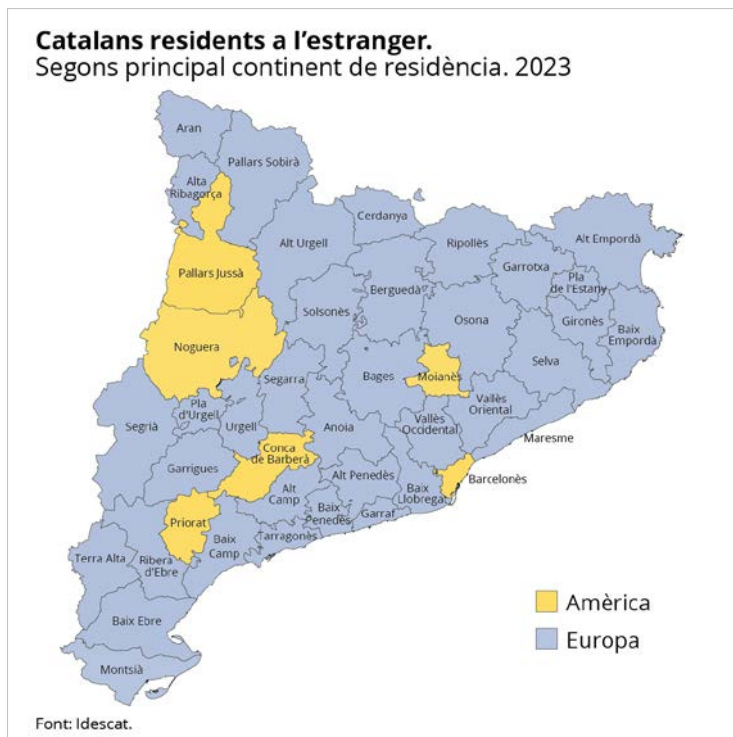 Catalans residents a l’estranger.
Segons principal continent de residència. 2023
Aran
Pallars Sobirà
Alta
Ribagorça
Cerdanya
Alt Urgell
Ripollès
Alt Empordà
Garrotxa
Pla
de l'Estany
Pallars Jussà
Berguedà
Solsonès
Osona
Gironès
Baix
Empordà
Noguera
Selva
Segarra
Bages
Moianès
Pla
d'Urgell
Vallès
Oriental
Segrià
Urgell
Anoia
Vallès
Occidental
Maresme
Conca
de Barberà
Garrigues
Alt Penedès
Barcelonès
Alt
Camp
Baix
Llobregat
Priorat
Baix
Penedès
Garraf
Baix
Camp
Tarragonès
Terra Alta
Ribera
d'Ebre
Baix Ebre
Montsià
Amèrica
Europa
Font: Idescat.